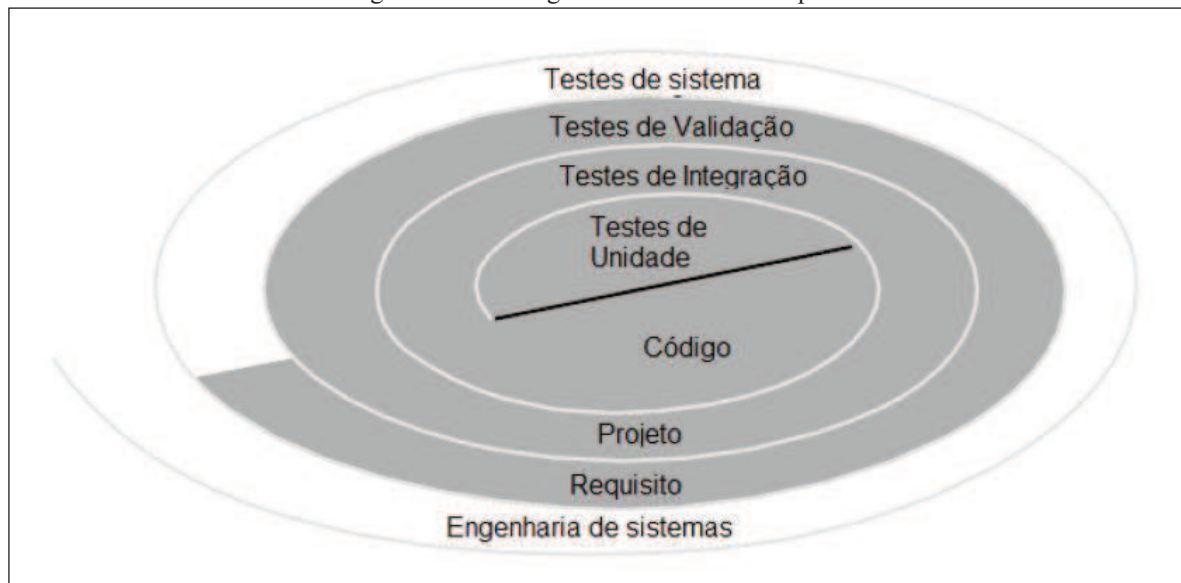 Testes de sistema
Testes de Validação
Testes de Integração
Testes de
Unidade
Código
Projeto
Requisito
Engenharia de sistemas